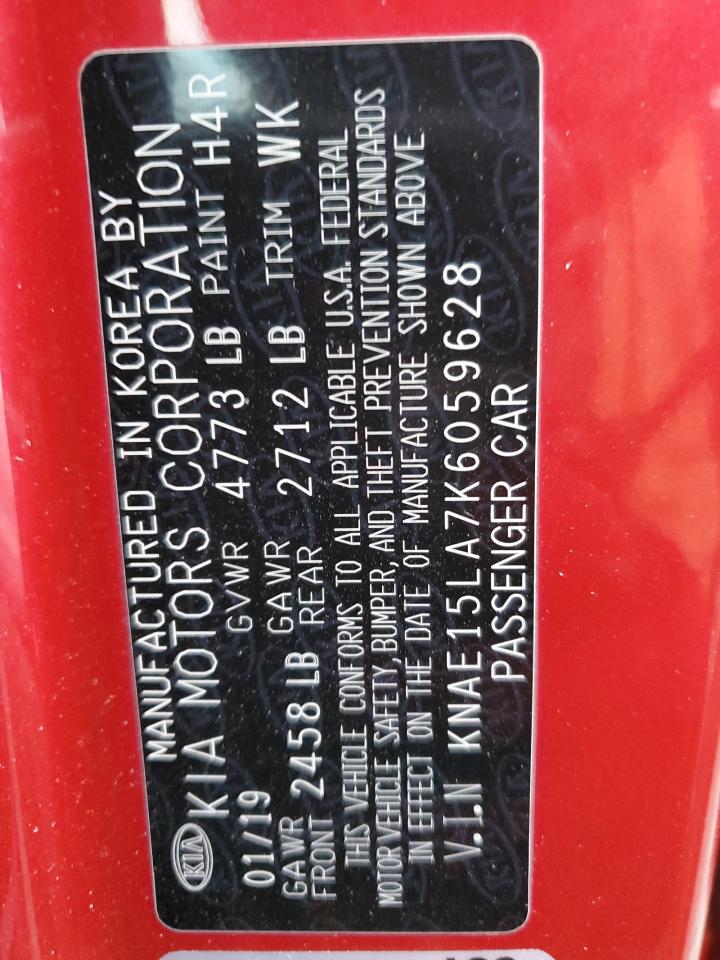 MANUFACTURED IN KOREA BY
KIA KIA MOTORS CORPORATION
01/19 GVWR 4773 LB PAINT H4R
GAWR FRONT 2458 LB GAWR REAR 2712 LB TRIM WK
THIS VEHICLE CONFORMS TO ALL APPLICABLE U.S.A. FEDERAL
MOTOR VEHICLE SAFETY, BUMPER, AND THEFT PREVENTION STANDARDS
IN EFFECT ON THE DATE OF MANUFACTURE SHOWN ABOVE
V.I.N KNAE15LA7K6059628
PASSENGER CAR